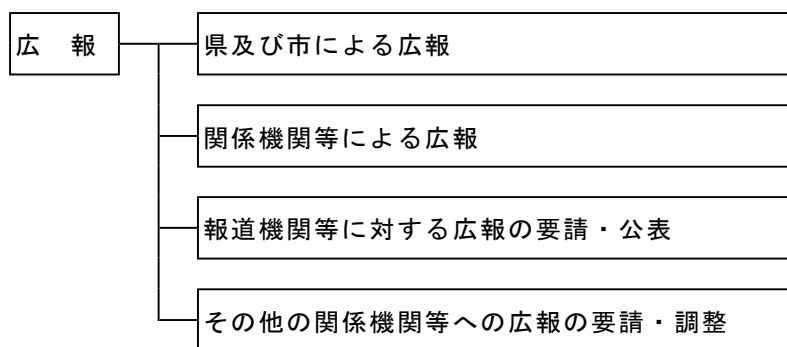 広　報
県及び市による広報
関係機関等による広報
報道機関等に対する広報の要請・公表
その他の関係機関等への広報の要請・調整